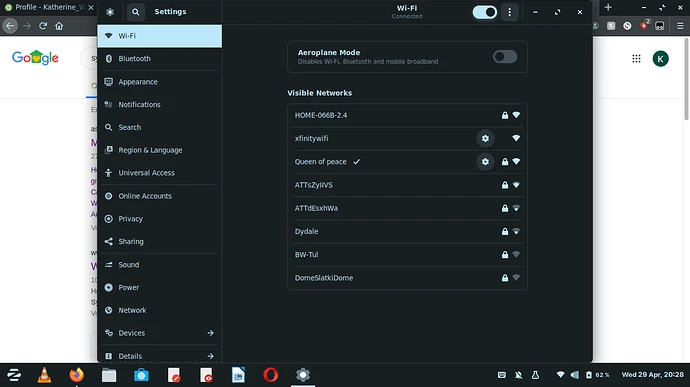 Profile - Katherine_W
Settings
Wi-Fi
Connected
Google
sy
K
2
Wi-Fi
Bluetooth
Appearance
Notifications
Search
Region & Language
Universal Access
Online Accounts
Privacy
Sharing
Sound
Power
Network
Devices
Details
Aeroplane Mode
Disables Wi-Fi, Bluetooth and mobile broadband
Visible Networks
HOME-066B-2.4
xfinitywifi
Queen of peace
ATTsZyIIVS
ATTdEsxhWa
Dydale
BW-Tul
DomeSlatkiDome
62 %
Wed 29 Apr, 20:28